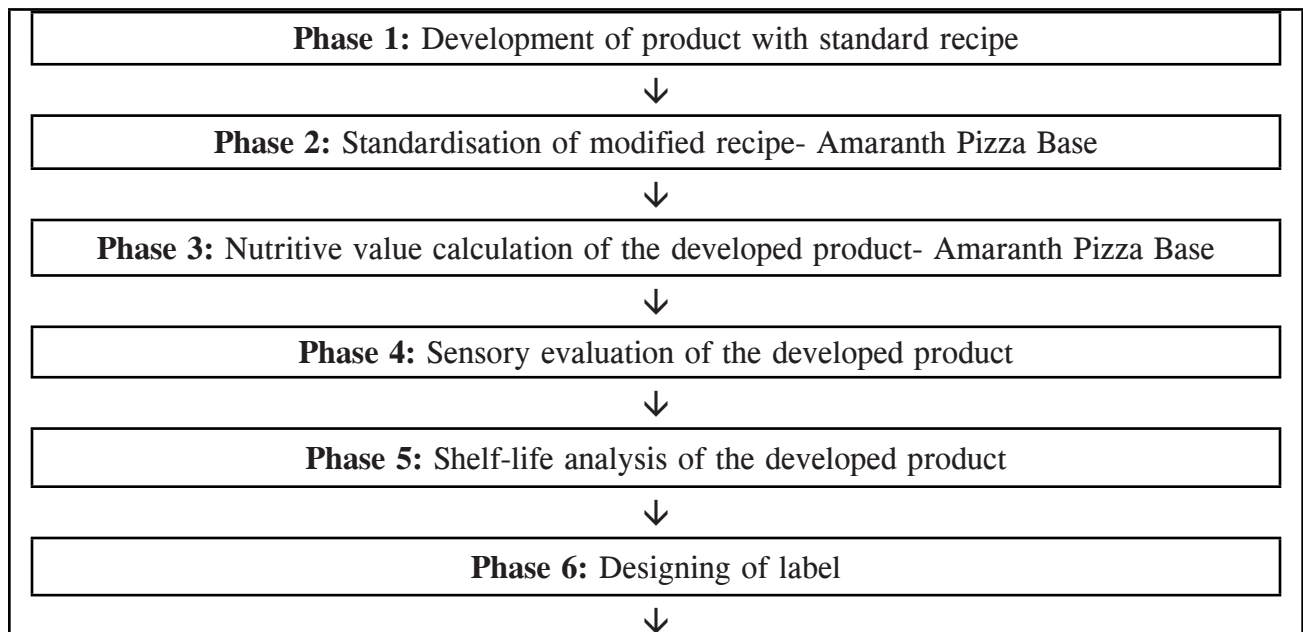 Phase 1: Development of product with standard recipe
↓
Phase 2: Standardisation of modified recipe- Amaranth Pizza Base
↓
Phase 3: Nutritive value calculation of the developed product- Amaranth Pizza Base
↓
Phase 4: Sensory evaluation of the developed product
↓
Phase 5: Shelf-life analysis of the developed product
↓
Phase 6: Designing of label
↓